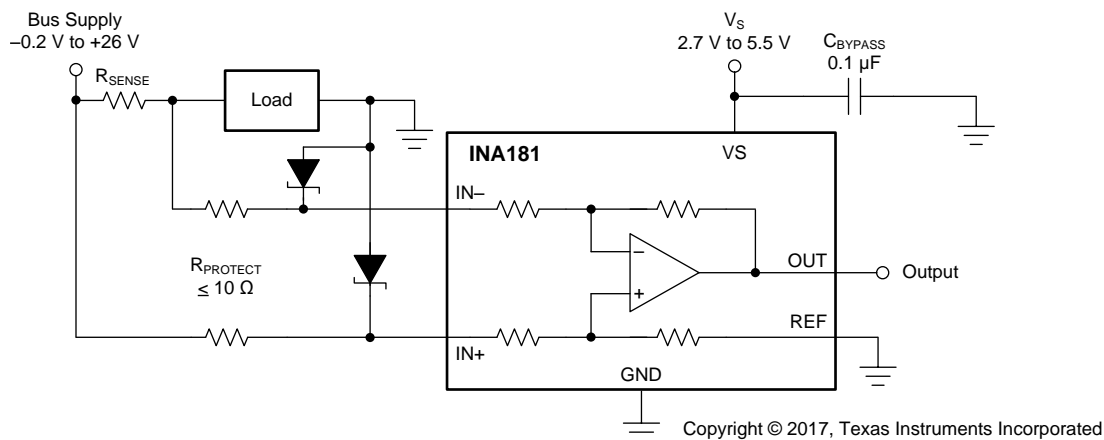 Bus Supply
–0.2 V to +26 V
RSENSE
Load
VS
2.7 V to 5.5 V
CBYPASS
0.1 µF
INA181
VS
IN–
RPROTECT
≤ 10 Ω
–
+
OUT
Output
REF
IN+
GND
Copyright © 2017, Texas Instruments Incorporated